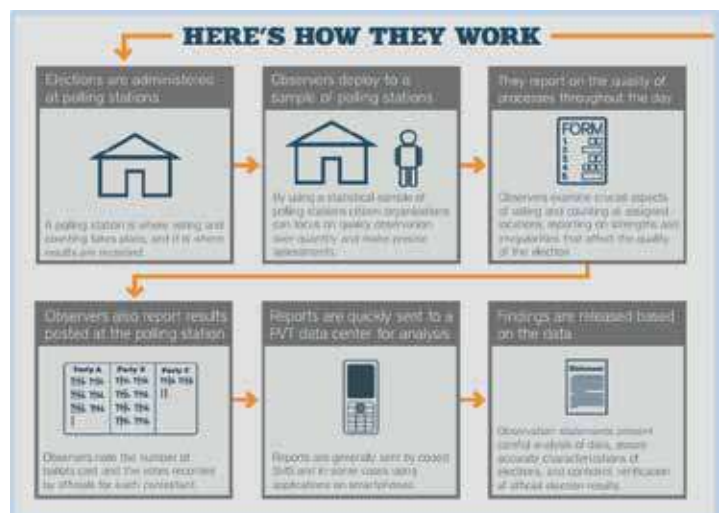 HERE'S HOW THEY WORK
Elections are administered
at polling stations
A polling station is where voting and
counting takes place, and it is where
results are recorded.
Observers deploy to a
sample of polling stations
By using a statistical sample of
polling stations citizen organizations
can focus on quality observation
over quantity and make precise
assessments.
They report on the quality of
processes throughout the day
FORM
1.
2.
3.
4.
5.
Observers examine crucial aspects
of voting and counting at assigned
locations, reporting on strengths and
irregularities that affect the quality
of the election.
Observers also report results
posted at the polling station
Party A Party B Party C
Observers note the number of
ballots cast and the votes recorded
by officials for each contestant.
Reports are quickly sent to a
PVT data center for analysis
Reports are generally sent by coded
SMS and in some cases using
applications on smartphones.
Findings are released based
on the data
Statement
Observation statements present
careful analysis of data, assure
accurate characterizations of
elections, and contain verification
of official election results.